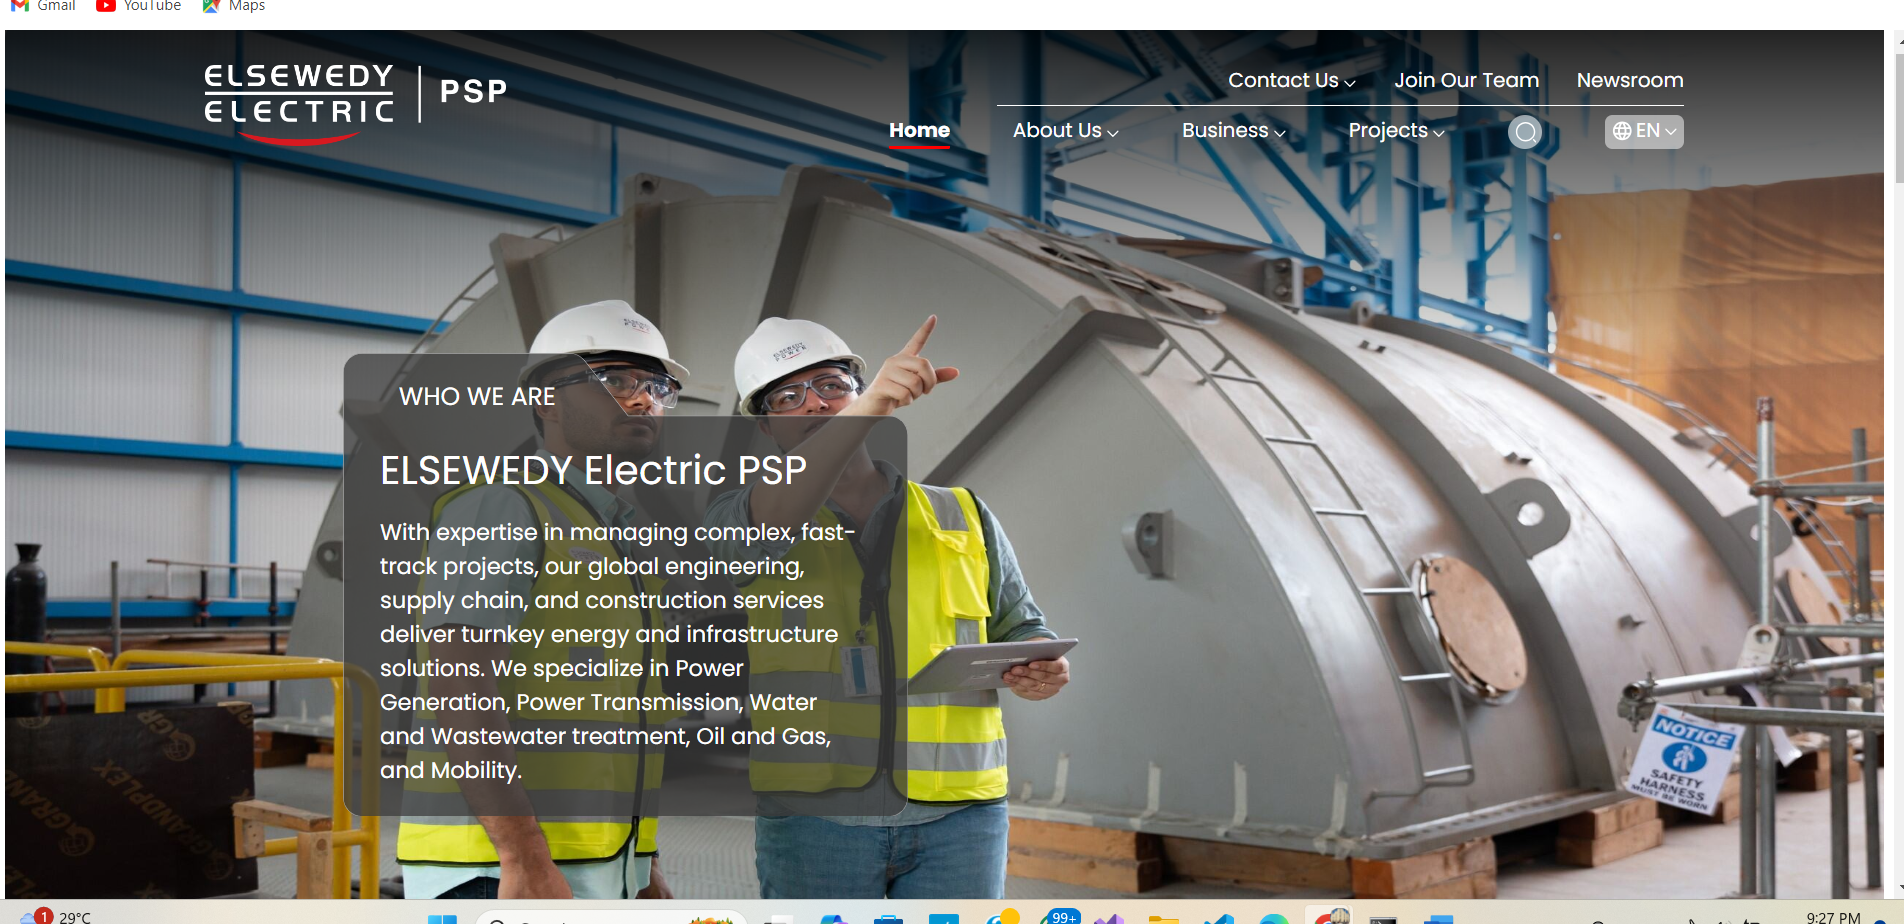 Gmail YouTube Maps
ELSEWEDY
ELECTRIC
PSP
Contact Us Join Our Team Newsroom
Home About Us Business Projects EN
WHO WE ARE
ELSEWEDY Electric PSP
With expertise in managing complex, fast-
track projects, our global engineering,
supply chain, and construction services
deliver turnkey energy and infrastructure
solutions. We specialize in Power
Generation, Power Transmission, Water
and Wastewater treatment, Oil and Gas,
and Mobility.
NOTICE
SAFETY
HARNESS
MUST BE WORN
GRANDPLEX
1 29°C
99+
9:27 PM